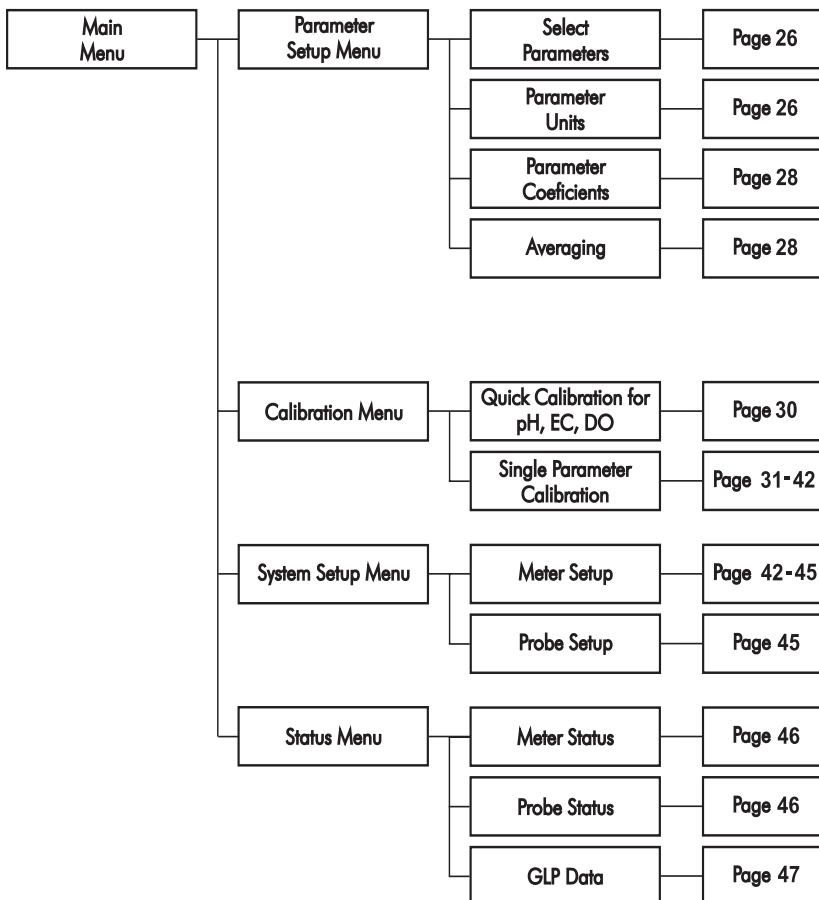 Main
Menu
Parameter
Setup Menu
Select
Parameters
Page 26
Parameter
Units
Page 26
Parameter
Coeficients
Page 28
Averaging
Page 28
Calibration Menu
Quick Calibration for
pH, EC, DO
Page 30
Single Parameter
Calibration
Page 31-42
System Setup Menu
Meter Setup
Page 42-45
Probe Setup
Page 45
Status Menu
Meter Status
Page 46
Probe Status
Page 46
GLP Data
Page 47